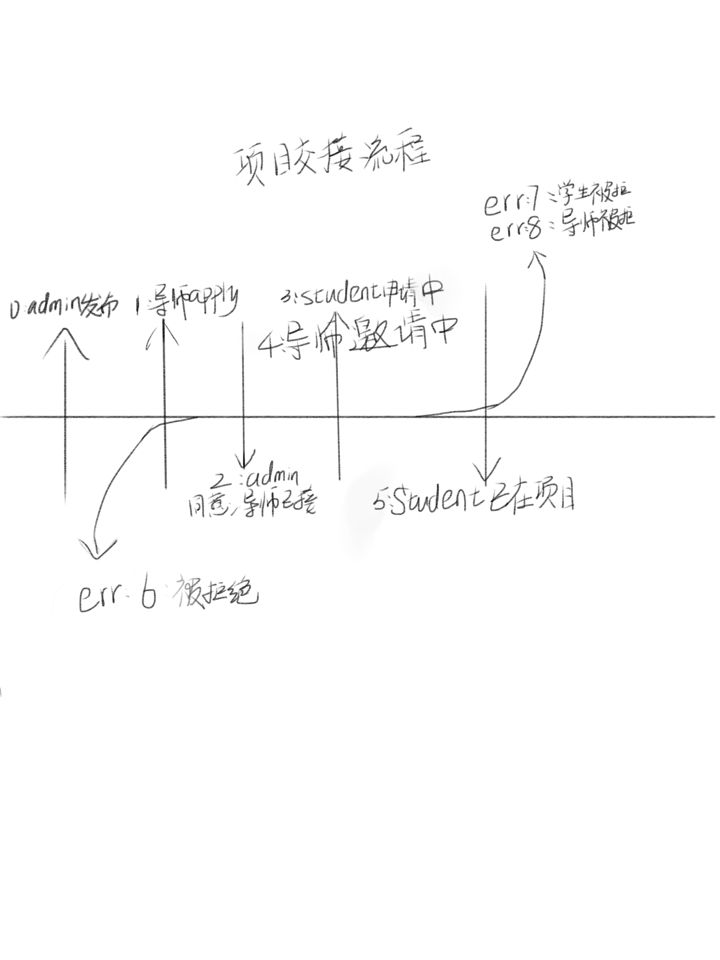 项目交接流程
err:7:学生被拒
err:8:导师被拒
0:admin发布
1:导师apply
3:student申请中
4:导师邀请中
2:admin
同意,导师已接
5:Student已在项目
err:6:被拒绝